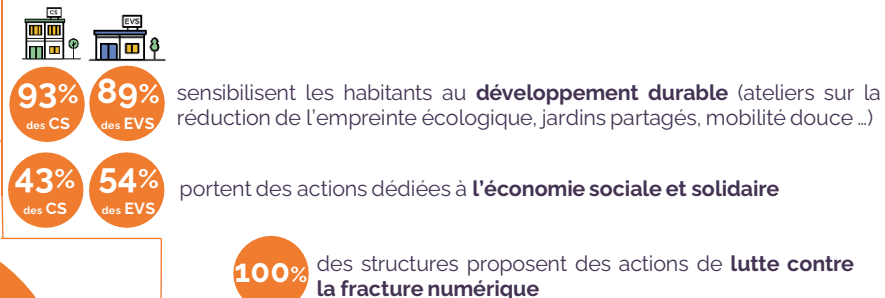 CS
EVS
93%
des CS
89%
des EVS
sensibilisent les habitants au développement durable (ateliers sur la
réduction de l'empreinte écologique, jardins partagés, mobilité douce ...)
43%
des CS
54%
des EVS
portent des actions dédiées à l'économie sociale et solidaire
100%
des structures proposent des actions de lutte contre
la fracture numérique